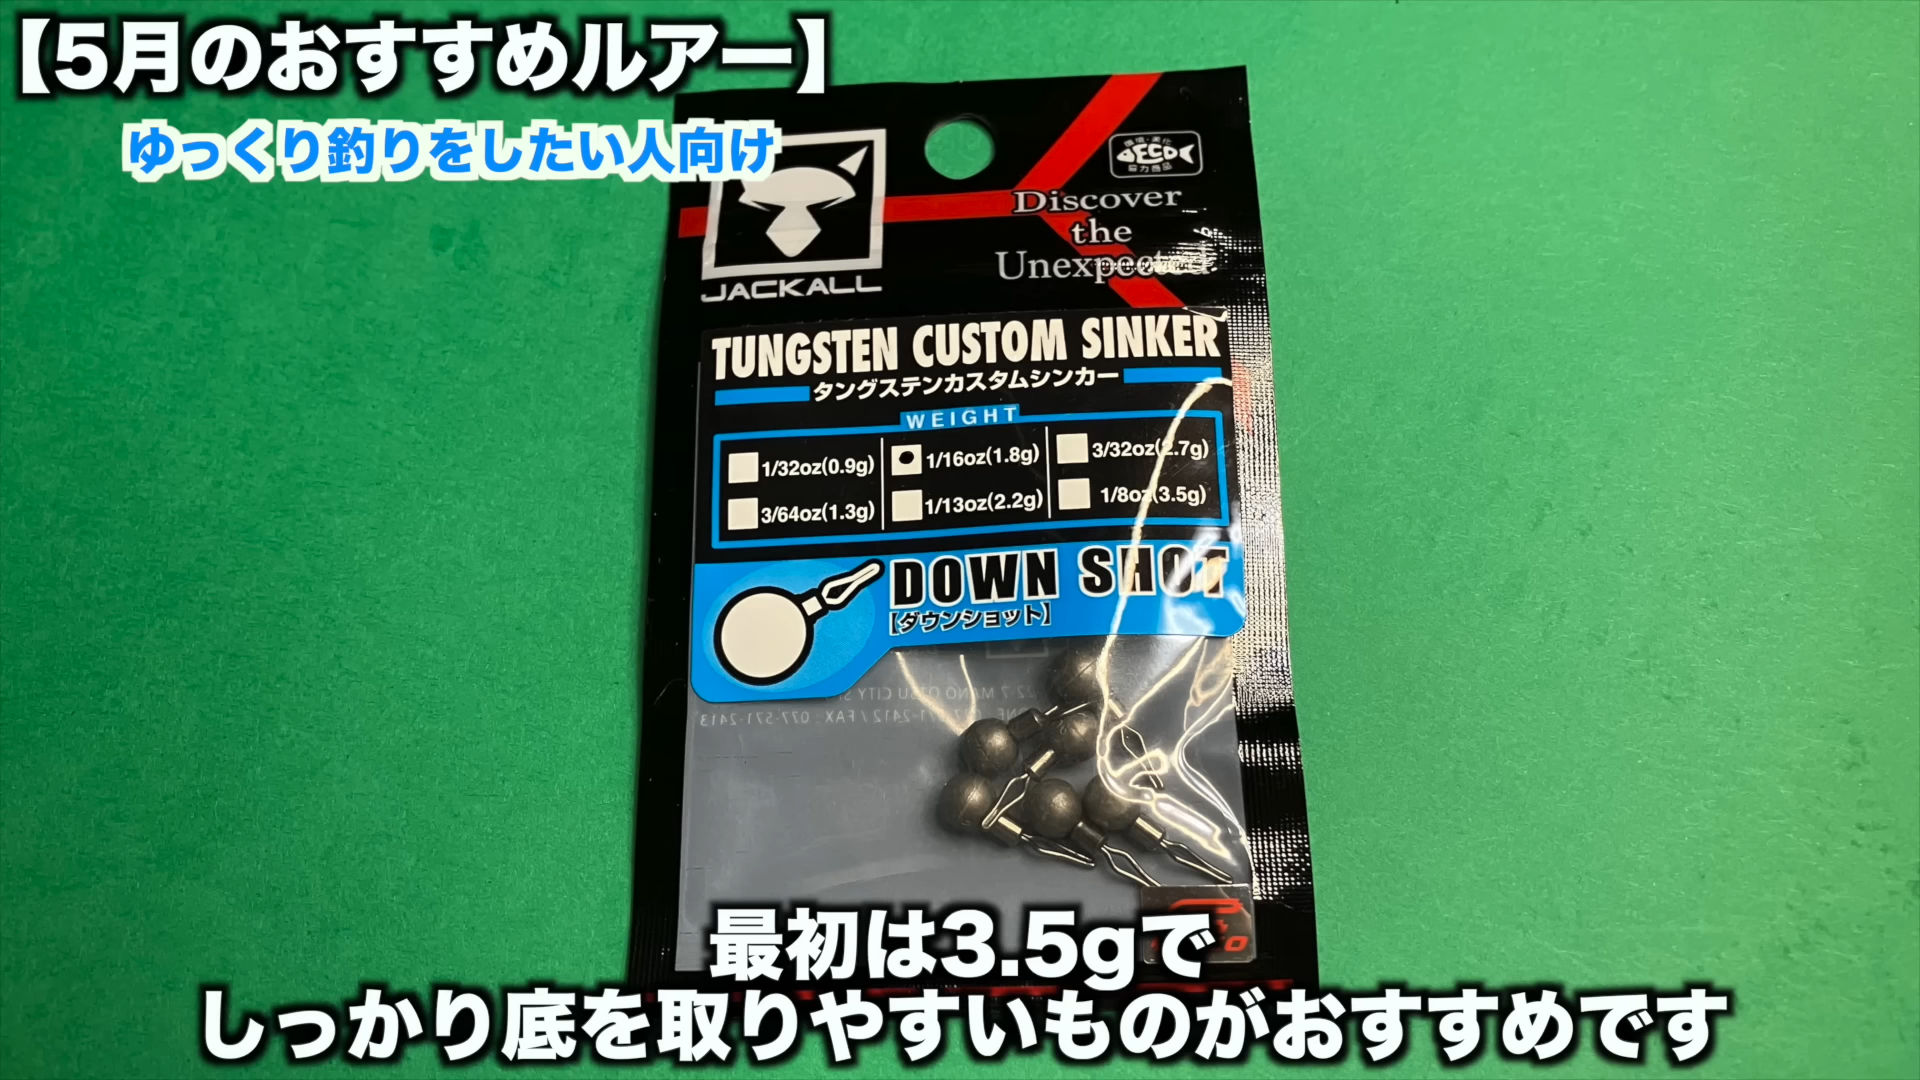 【5月のおすすめルアー】
ゆっくり釣りをしたい人向け
JACKALL
ECO
協力商品
Discover
the
Unexpected
TUNGSTEN CUSTOM SINKER
タングステンカスタムシンカー
WEIGHT
1/32oz(0.9g) 1/16oz(1.8g) 3/32oz(2.7g)
3/64oz(1.3g) 1/13oz(2.2g) 1/8oz(3.5g)
DOWN SHOT
【ダウンショット】
最初は3.5gで
しっかり底を取りやすいものがおすすめです